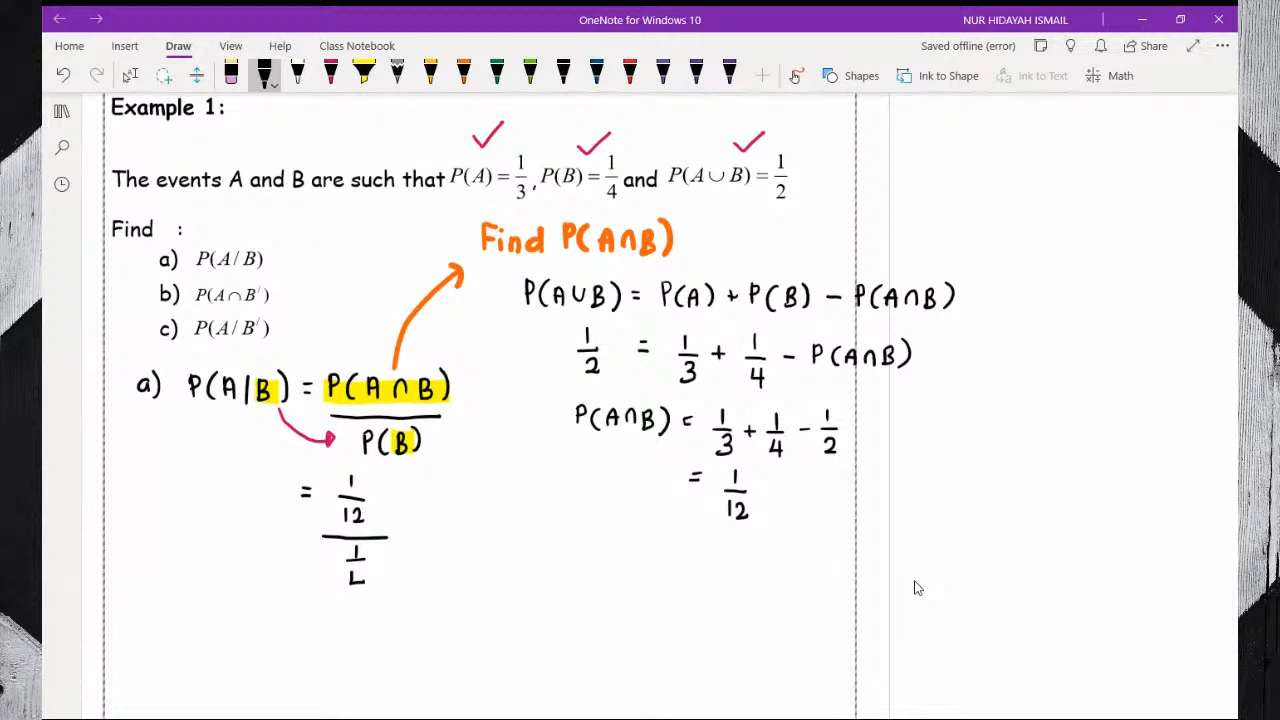 OneNote for Windows 10
NUR HIDAYAH ISMAIL
Home Insert Draw View Help Class Notebook
Saved offline (error) Share
Shapes Ink to Shape Ink to Text Math
Example 1:
The events A and B are such that P(A) = 1/3, P(B) = 1/4 and P(A ∪ B) = 1/2
Find :
a) P(A / B)
b) P(A ∩ B')
c) P(A / B')
Find P(A∩B)
P(A∪B) = P(A) + P(B) − P(A∩B)
1/2 = 1/3 + 1/4 − P(A∩B)
P(A∩B) = 1/3 + 1/4 − 1/2
= 1/12
a) P(A|B) = P(A∩B)
P(B)
= 1/12
1/